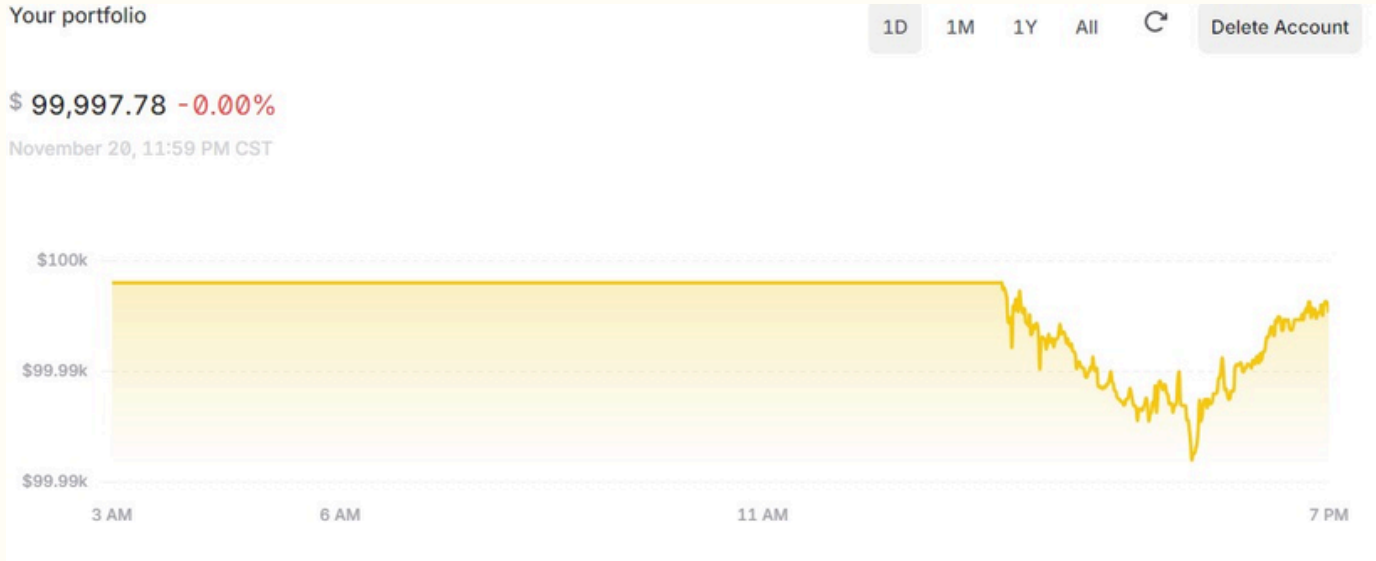 Your portfolio
1D 1M 1Y All Delete Account
$ 99,997.78 -0.00%
November 20, 11:59 PM CST
$100k
$99.99k
$99.99k
3 AM 6 AM 11 AM 7 PM